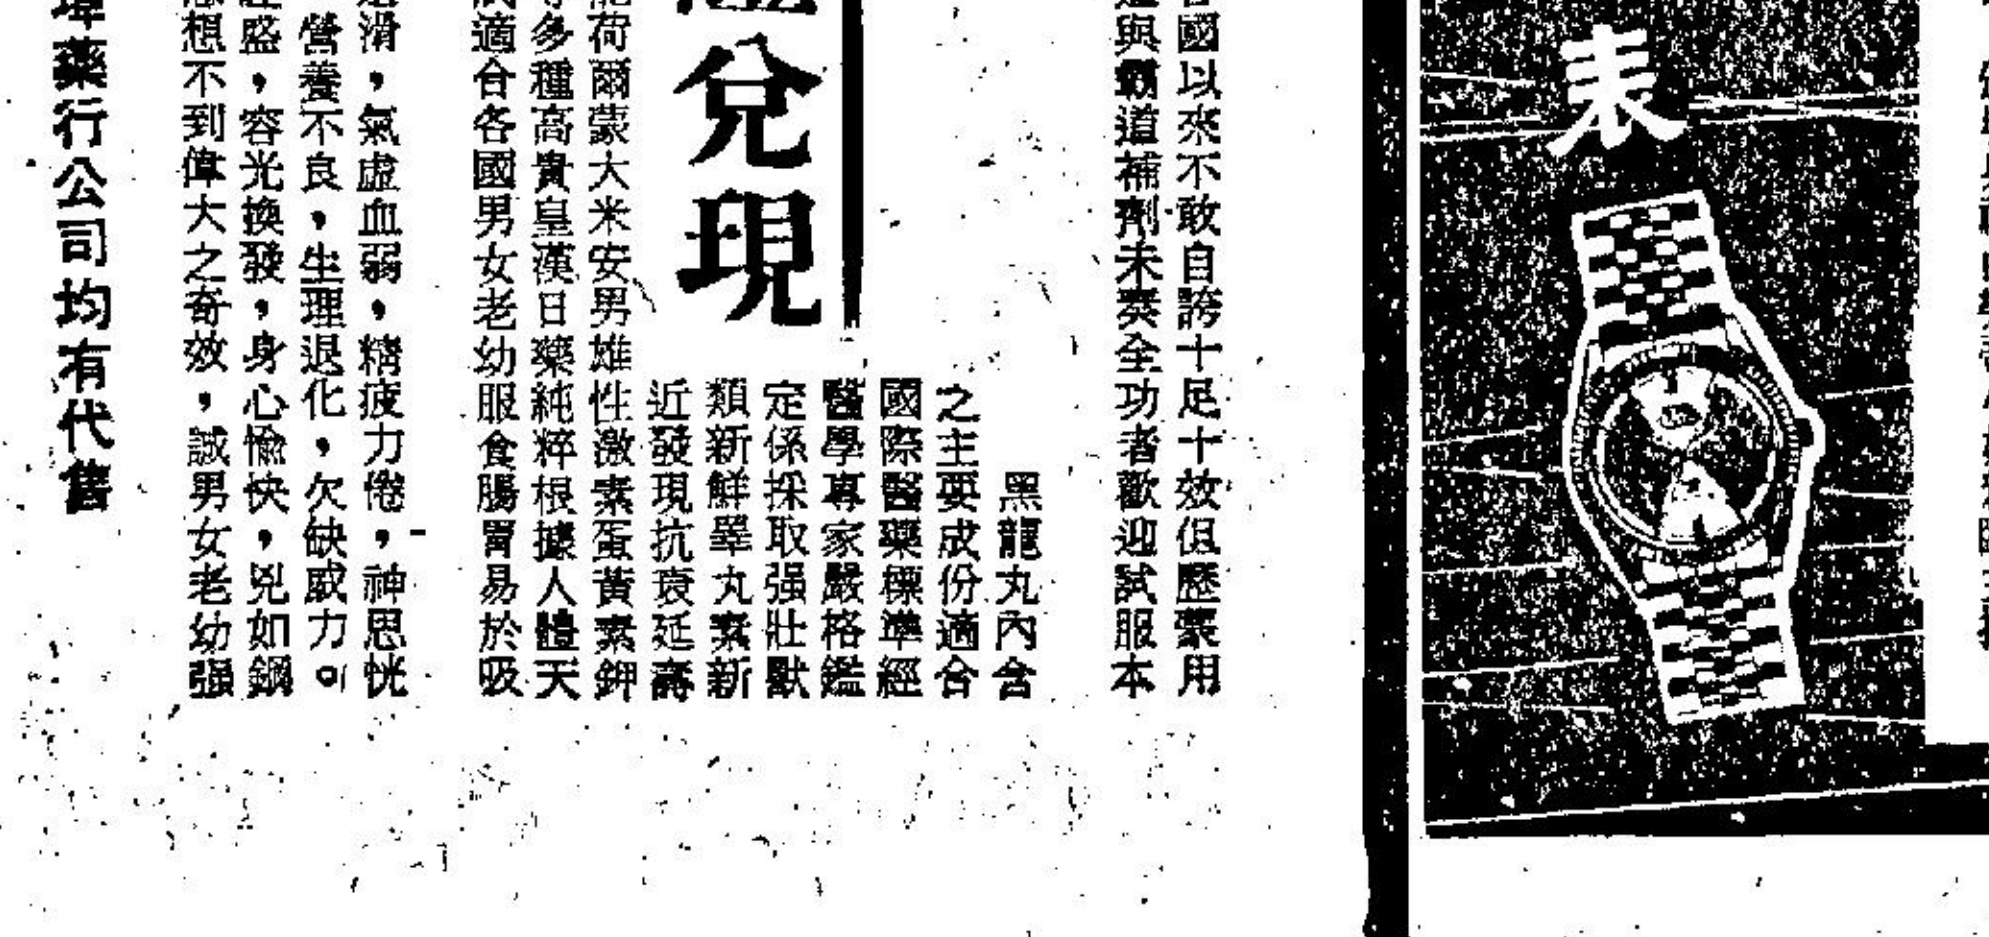 表
國以來不敢自誇十足十效但歷蒙用
與霸道補劑未奏全功者歡迎試服本
兌現
黑龍丸內含
之主要成份適合
國際醫藥標準經
醫學專家嚴格鑑
定係採取强壯獸
類新鮮睪丸素新
近發現抗衰延壽
荷爾蒙大米安男雄性激素蛋黃素鉀
多種高貴皇漢日藥純粹根據人體天
適合各國男女老幼服食腸胃易於吸
滑，氣虛血弱，精疲力倦，神思恍
營養不良，生理退化，欠缺威力。
盛，容光換發，身心愉快，兇如鋼
想不到偉大之奇效，誠男女老幼强
藥行公司均有代售